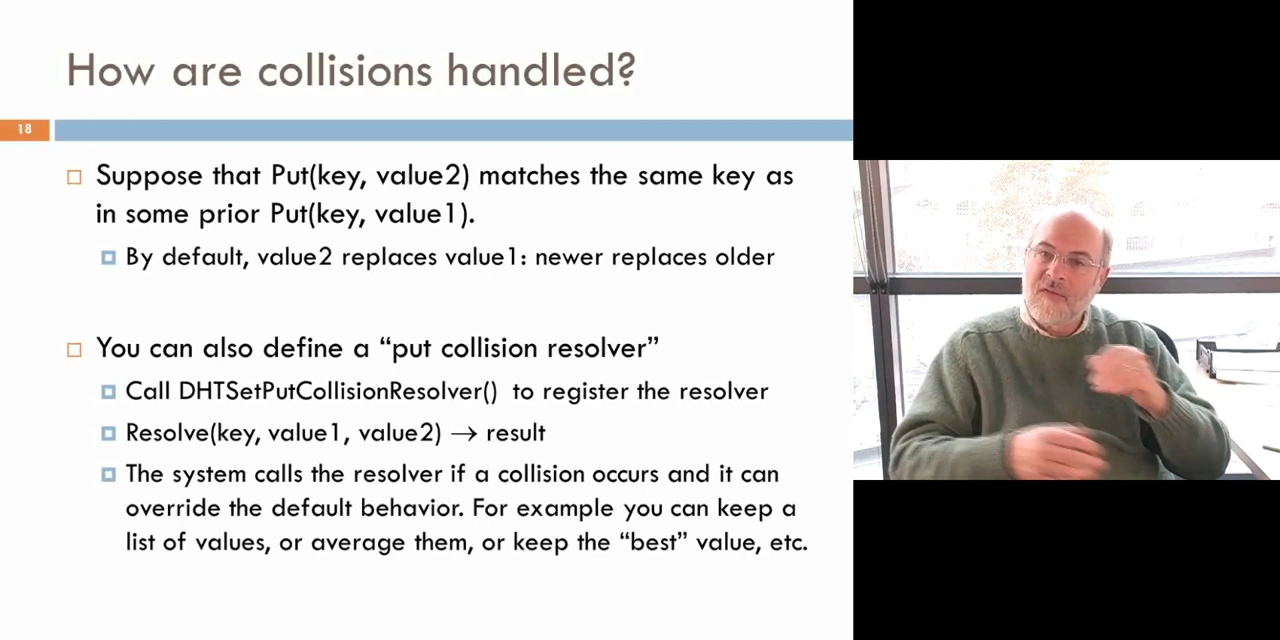 How are collisions handled?
18
Suppose that Put(key, value2) matches the same key as
in some prior Put(key, value1).
By default, value2 replaces value1: newer replaces older
You can also define a “put collision resolver”
Call DHTSetPutCollisionResolver() to register the resolver
Resolve(key, value1, value2) → result
The system calls the resolver if a collision occurs and it can
override the default behavior. For example you can keep a
list of values, or average them, or keep the “best” value, etc.